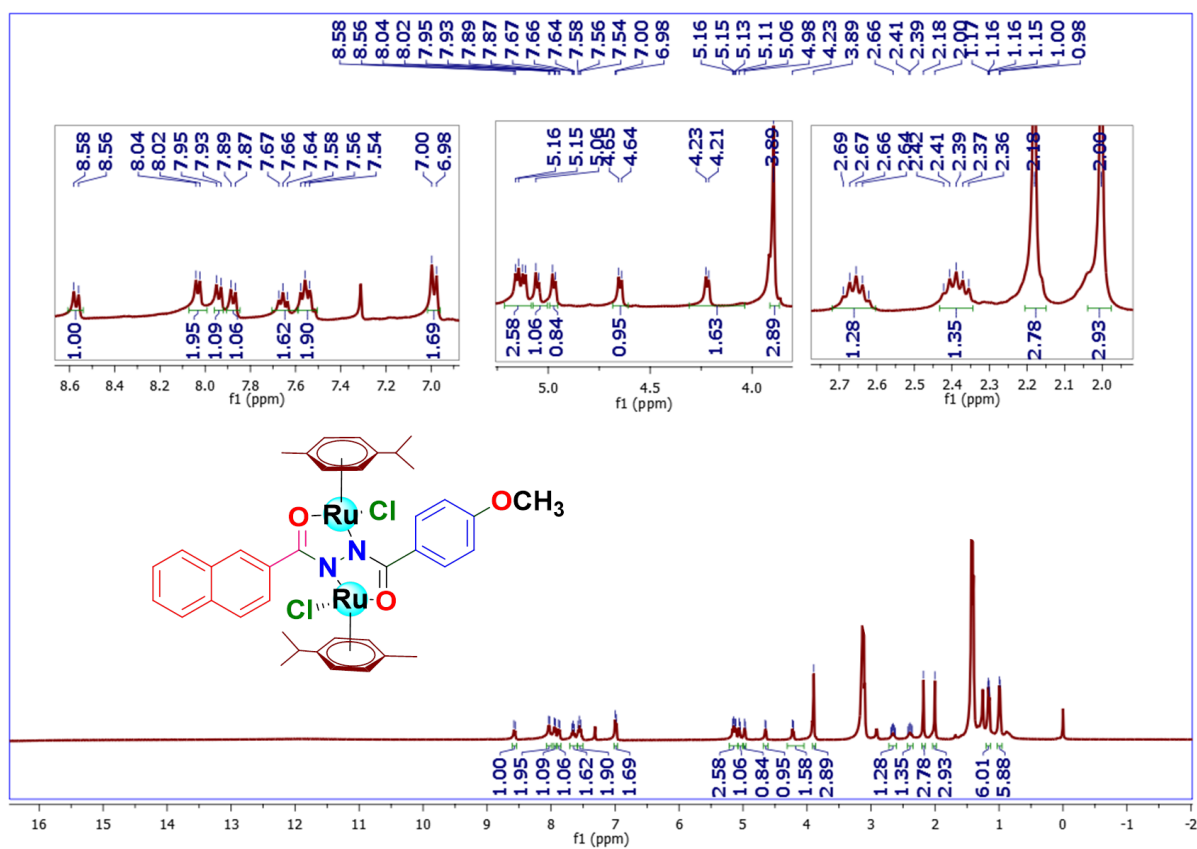 8.58 8.56 8.04 8.02 7.95 7.93 7.89 7.87 7.67 7.66 7.64 7.58 7.56 7.54 7.00 6.98 5.16 5.15 5.13 5.11 5.06 4.98 4.23 3.89 2.66 2.41 2.39 2.18 2.00 1.17 1.16 1.16 1.15 1.00 0.98
8.58 8.56 8.04 8.02 7.95 7.93 7.89 7.87 7.67 7.66 7.64 7.58 7.56 7.54 7.00 6.98
1.00 1.95 1.09 1.06 1.62 1.90 1.69
8.6 8.4 8.2 8.0 7.8 7.6 7.4 7.2 7.0
f1 (ppm)
5.16 5.15 5.06 4.65 4.64 4.23 4.21 3.89
2.58 1.06 0.84 0.95 1.63 2.89
5.0 4.5 4.0
f1 (ppm)
2.69 2.67 2.66 2.64 2.42 2.41 2.39 2.37 2.36 2.18 2.00
1.28 1.35 2.78 2.93
2.7 2.6 2.5 2.4 2.3 2.2 2.1 2.0
f1 (ppm)
OCH3
O Ru Cl
N
N
Cl Ru O
1.00 1.95 1.09 1.06 1.62 1.90 1.69 2.58 1.06 0.84 0.95 1.58 2.89 1.28 1.35 2.78 2.93 6.01 5.88
16 15 14 13 12 11 10 9 8 7 6 5 4 3 2 1 0 -1 -2
f1 (ppm)